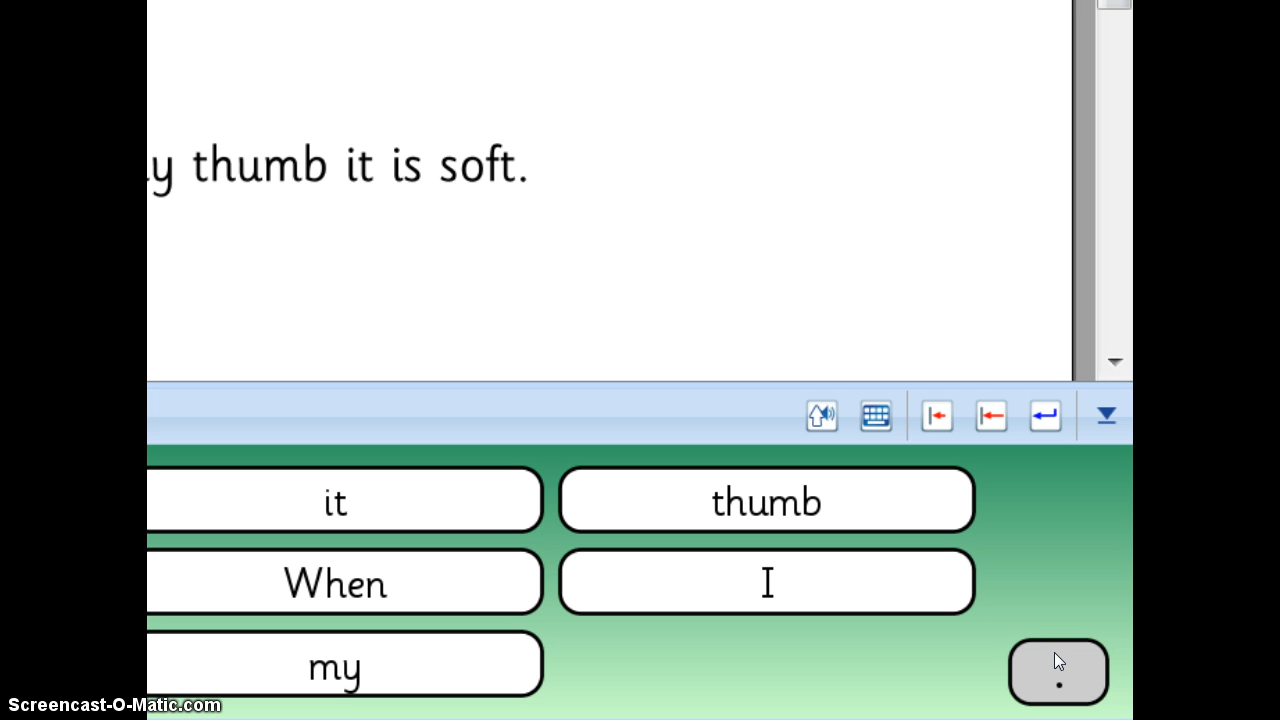 thumb it is soft.
it
thumb
When
I
my
.
Screencast-O-Matic.com